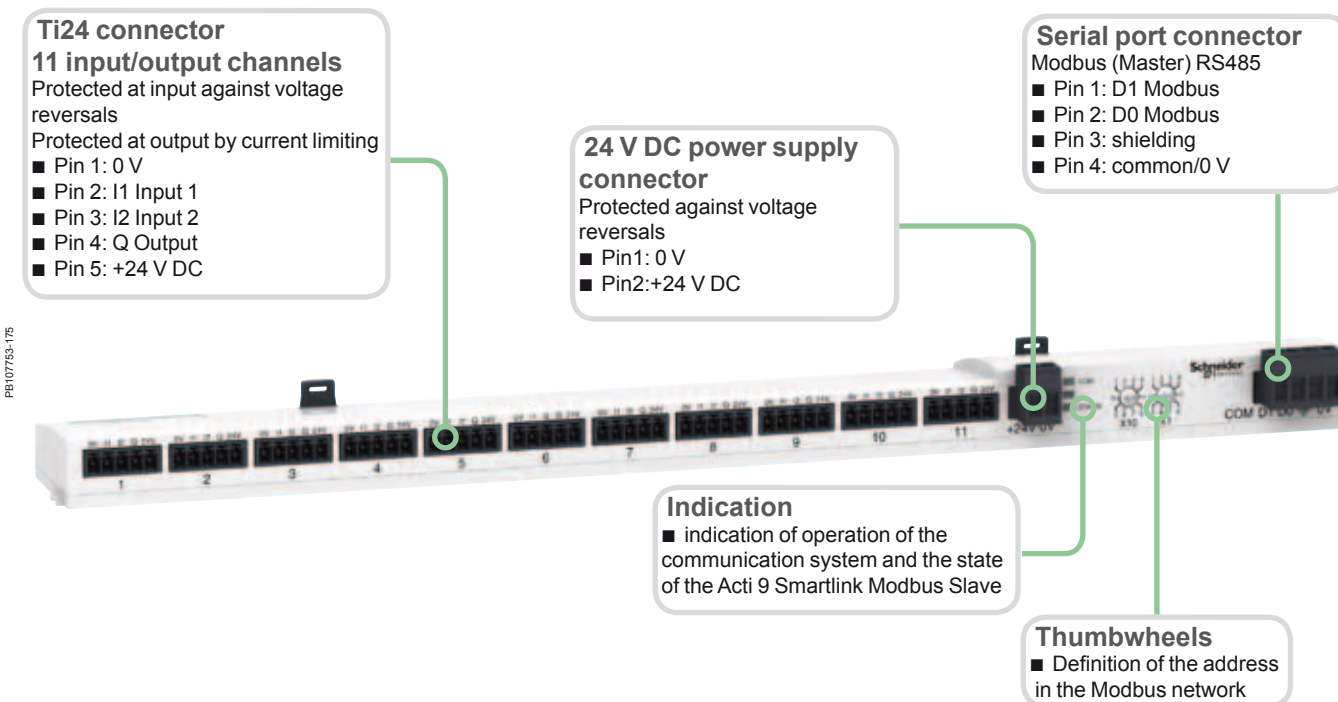 Ti24 connector
11 input/output channels
Protected at input against voltage
reversals
Protected at output by current limiting
■ Pin 1: 0 V
■ Pin 2: I1 Input 1
■ Pin 3: I2 Input 2
■ Pin 4: Q Output
■ Pin 5: +24 V DC
24 V DC power supply
connector
Protected against voltage
reversals
■ Pin1: 0 V
■ Pin2:+24 V DC
Serial port connector
Modbus (Master) RS485
■ Pin 1: D1 Modbus
■ Pin 2: D0 Modbus
■ Pin 3: shielding
■ Pin 4: common/0 V
PB107753-175
Schneider
1 2 3 4 5 6 7 8 9 10 11
+24V 0V
X10 X1
COM D1 D0 0V
Indication
■ indication of operation of the
communication system and the state
of the Acti 9 Smartlink Modbus Slave
Thumbwheels
■ Definition of the address
in the Modbus network